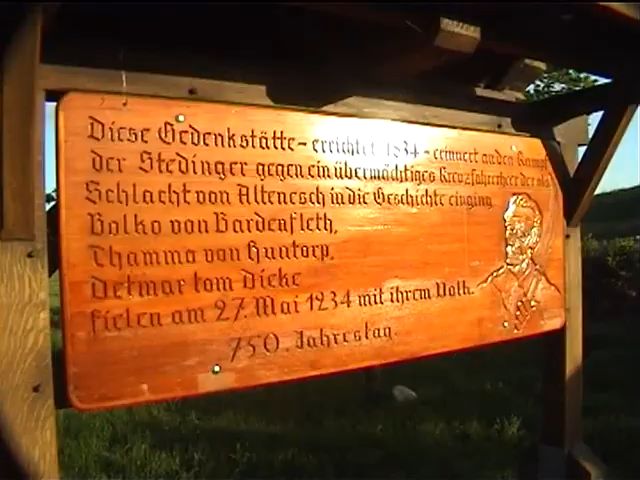 Diese Gedenkstätte - errichtet 1834 - erinnert an den Kampf
der Stedinger gegen ein übermächtiges Kreuzfahrerheer der als
Schlacht von Altenesch in die Geschichte einging
Bolko von Bardenfleth,
Thammo von Huntorp,
Detmar tom Dieke
fielen am 27. Mai 1234 mit ihrem Volk.
750. Jahrestag.